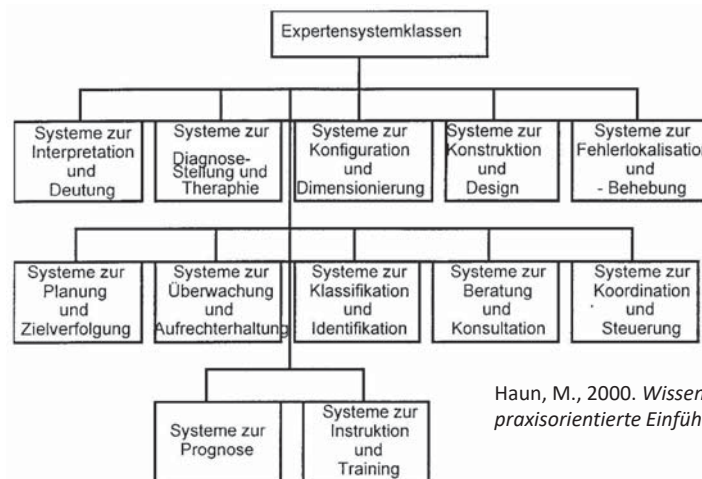 Expertensystemklassen
Systeme zur
Interpretation
und
Deutung
Systeme zur
Diagnose-
Stellung und
Theraphie
Systeme zur
Konfiguration
und
Dimensionierung
Systeme zur
Konstruktion
und
Design
Systeme zur
Fehlerlokalisation
und
- Behebung
Systeme zur
Planung
und
Zielverfolgung
Systeme zur
Überwachung
und
Aufrechterhaltung
Systeme zur
Klassifikation
und
Identifikation
Systeme zur
Beratung
und
Konsultation
Systeme zur
Koordination
und
Steuerung
Systeme zur
Prognose
Systeme zur
Instruktion
und
Training
Haun, M., 2000. Wissen
praxisorientierte Einfüh